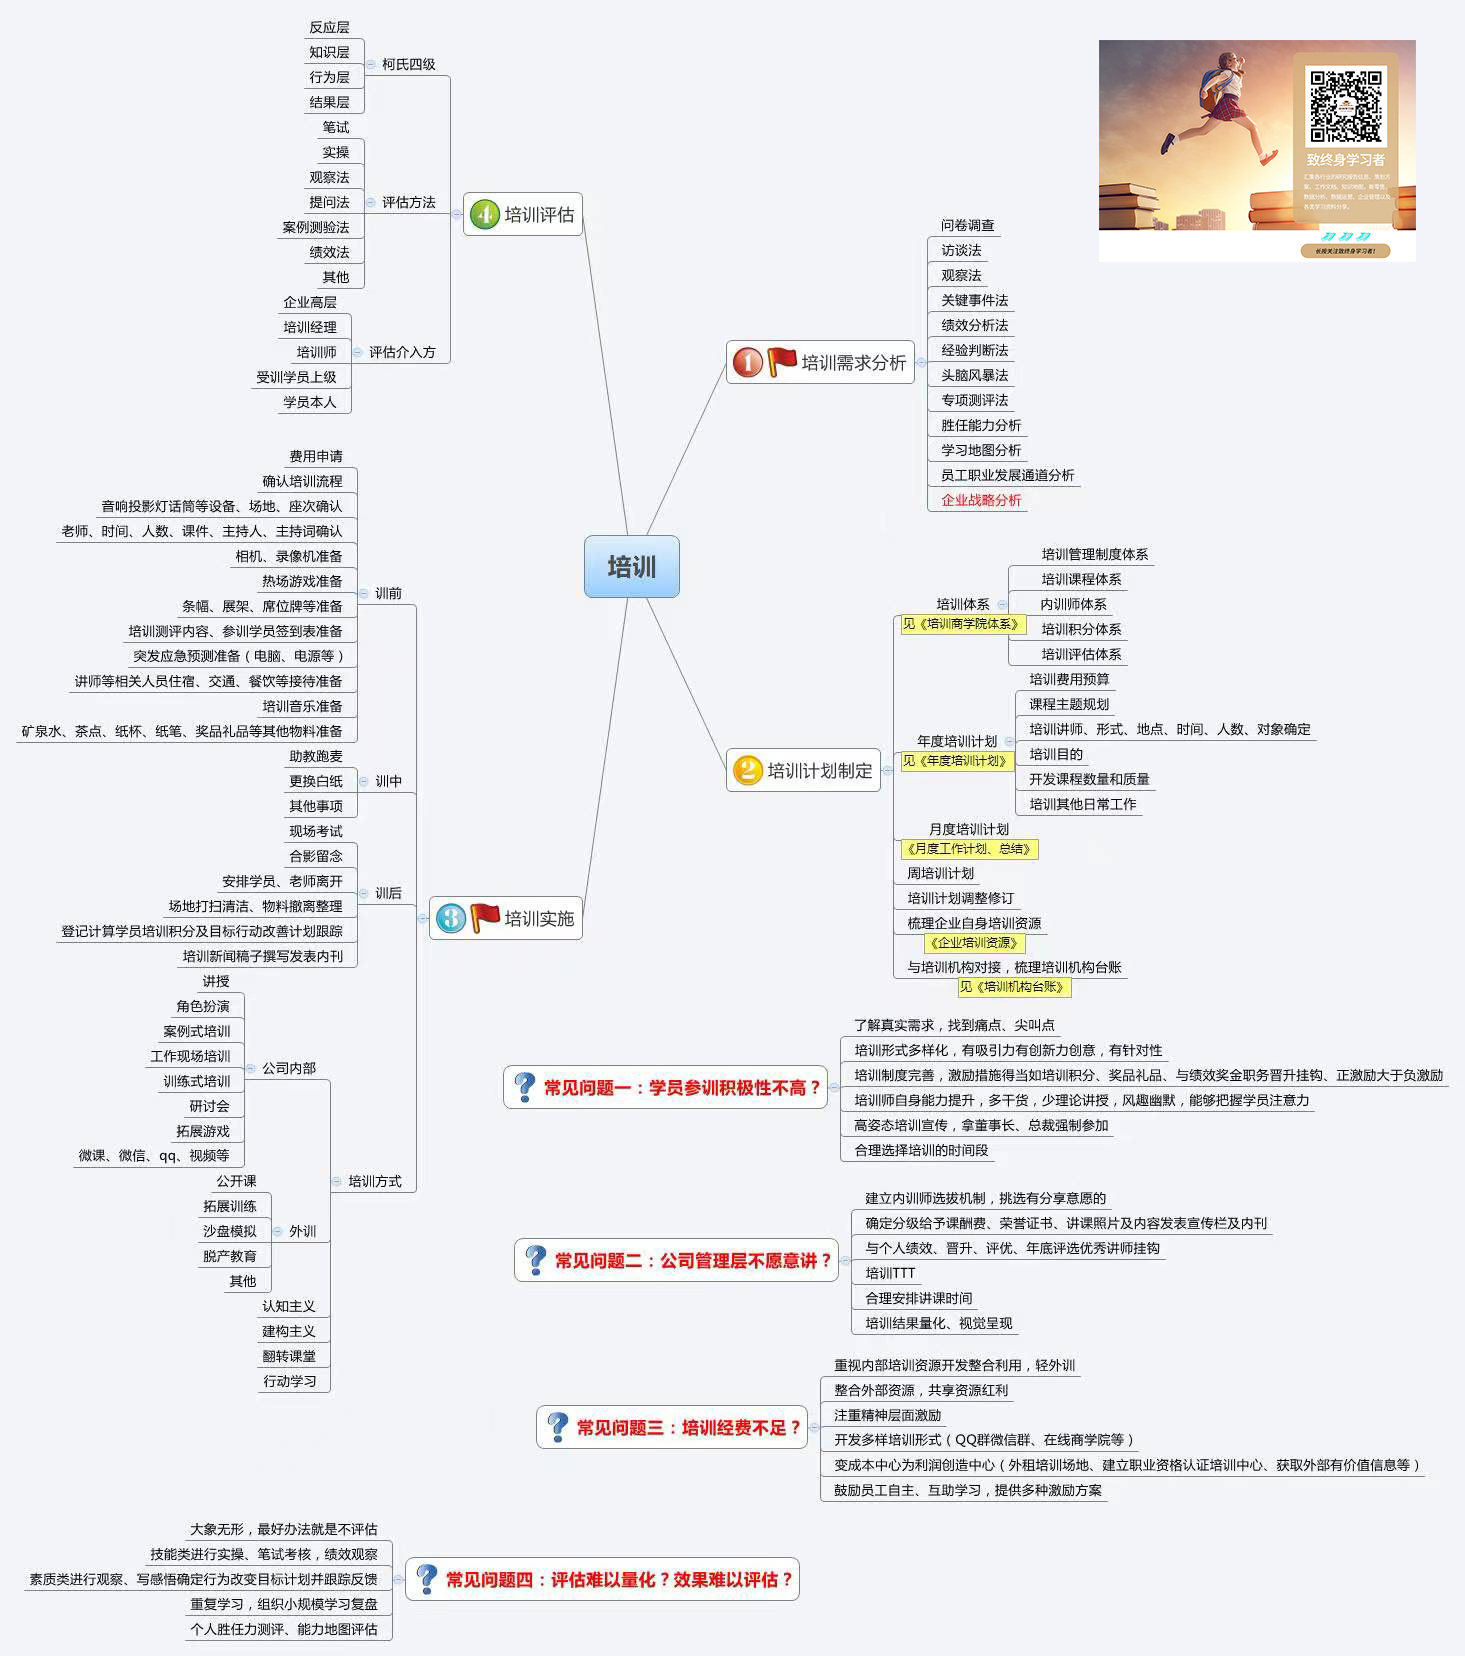 培训
1 培训需求分析
问卷调查
访谈法
观察法
关键事件法
绩效分析法
经验判断法
头脑风暴法
专项测评法
胜任能力分析
学习地图分析
员工职业发展通道分析
企业战略分析
2 培训计划制定
培训体系
见《培训商学院体系》
培训管理制度体系
培训课程体系
内训师体系
培训积分体系
培训评估体系
年度培训计划
见《年度培训计划》
培训费用预算
课程主题规划
培训讲师、形式、地点、时间、人数、对象确定
培训目的
开发课程数量和质量
培训其他日常工作
月度培训计划
《月度工作计划、总结》
周培训计划
培训计划调整修订
梳理企业自身培训资源
《企业培训资源》
与培训机构对接，梳理培训机构台账
见《培训机构台账》
3 培训实施
训前
费用申请
确认培训流程
音响投影灯话筒等设备、场地、座次确认
老师、时间、人数、课件、主持人、主持词确认
相机、录像机准备
热场游戏准备
条幅、展架、席位牌等准备
培训测评内容、参训学员签到表准备
突发应急预测准备（电脑、电源等）
讲师等相关人员住宿、交通、餐饮等接待准备
培训音乐准备
矿泉水、茶点、纸杯、纸笔、奖品礼品等其他物料准备
训中
助教跑麦
更换白纸
其他事项
训后
现场考试
合影留念
安排学员、老师离开
场地打扫清洁、物料撤离整理
登记计算学员培训积分及目标行动改善计划跟踪
培训新闻稿子撰写发表内刊
培训方式
公司内部
讲授
角色扮演
案例式培训
工作现场培训
训练式培训
研讨会
拓展游戏
微课、微信、qq、视频等
外训
公开课
拓展训练
沙盘模拟
脱产教育
其他
认知主义
建构主义
翻转课堂
行动学习
4 培训评估
柯氏四级
反应层
知识层
行为层
结果层
评估方法
笔试
实操
观察法
提问法
案例测验法
绩效法
其他
评估介入方
企业高层
培训经理
培训师
受训学员上级
学员本人
? 常见问题一：学员参训积极性不高？
了解真实需求，找到痛点、尖叫点
培训形式多样化，有吸引力有创新力创意，有针对性
培训制度完善，激励措施得当如培训积分、奖品礼品、与绩效奖金职务晋升挂钩、正激励大于负激励
培训师自身能力提升，多干货，少理论讲授，风趣幽默，能够把握学员注意力
高姿态培训宣传，拿董事长、总裁强制参加
合理选择培训的时间段
? 常见问题二：公司管理层不愿意讲？
建立内训师选拔机制，挑选有分享意愿的
确定分级给予课酬费、荣誉证书、讲课照片及内容发表宣传栏及内刊
与个人绩效、晋升、评优、年底评选优秀讲师挂钩
培训TTT
合理安排讲课时间
培训结果量化、视觉呈现
? 常见问题三：培训经费不足？
重视内部培训资源开发整合利用，轻外训
整合外部资源，共享资源红利
注重精神层面激励
开发多样培训形式（QQ群微信群、在线商学院等）
变成本中心为利润创造中心（外租培训场地、建立职业资格认证培训中心、获取外部有价值信息等）
鼓励员工自主、互助学习，提供多种激励方案
? 常见问题四：评估难以量化？效果难以评估？
大象无形，最好办法就是不评估
技能类进行实操、笔试考核，绩效观察
素质类进行观察、写感悟确定行为改变目标计划并跟踪反馈
重复学习，组织小规模学习复盘
个人胜任力测评、能力地图评估
致终身学习者
长按关注致终身学习者！